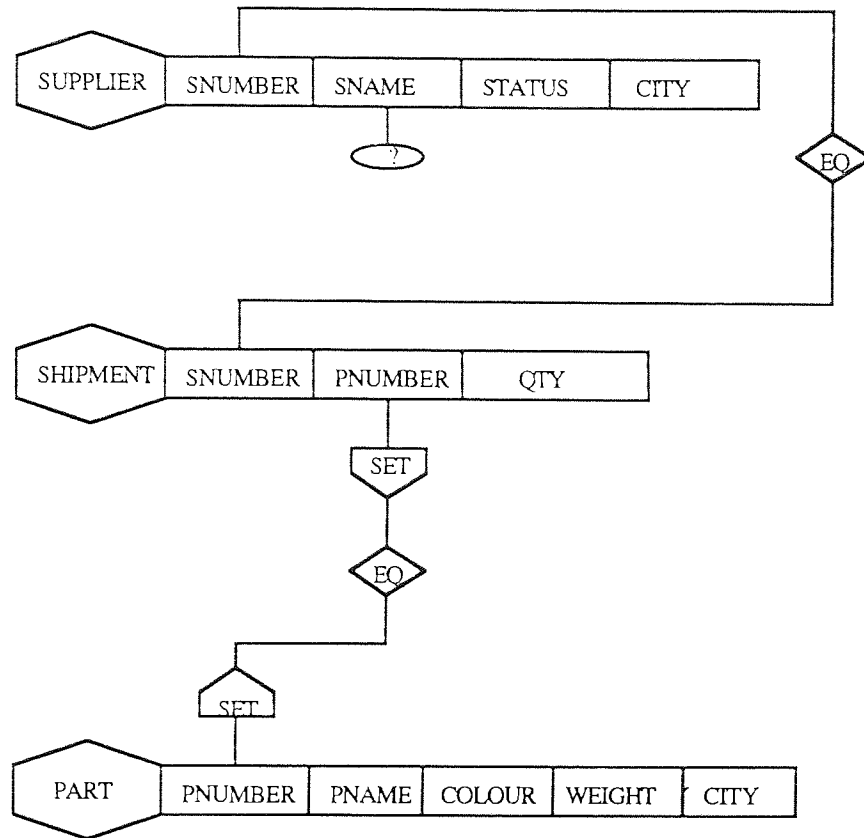 SUPPLIER SNUMBER SNAME STATUS CITY
?
EQ
SHIPMENT SNUMBER PNUMBER QTY
SET
EQ
SET
PART PNUMBER PNAME COLOUR WEIGHT CITY